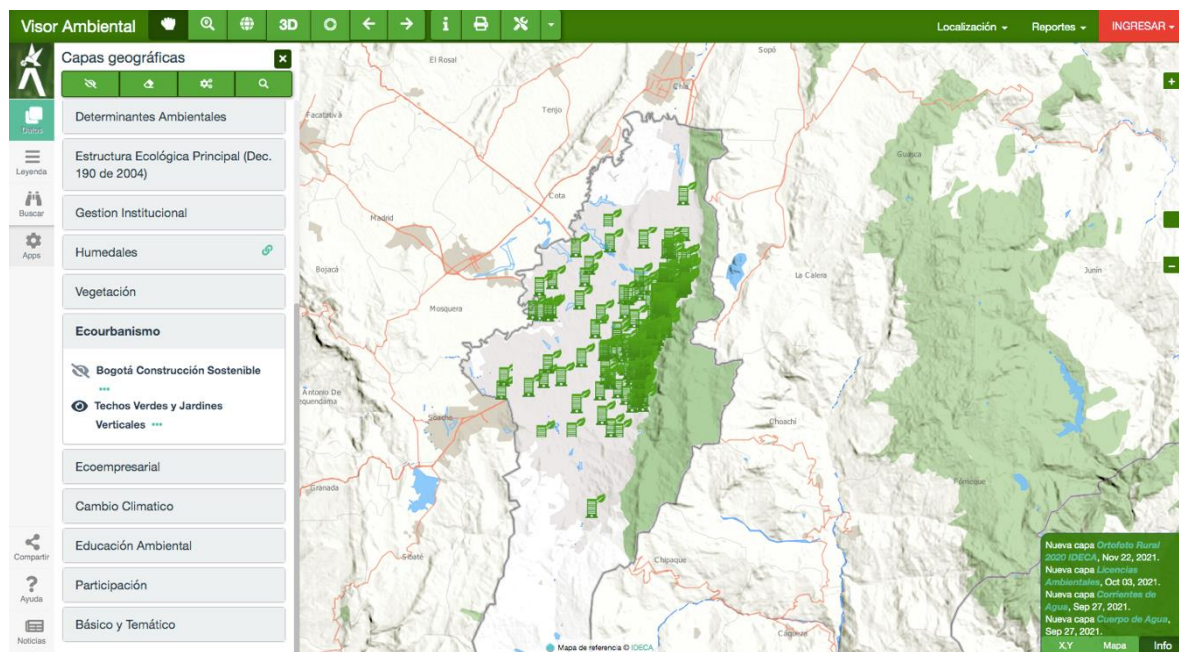 Visor Ambiental
3D
Localización
Reportes
INGRESAR
Capas geográficas
Datos
Leyenda
Buscar
Apps
Compartir
Ayuda
Noticias
Determinantes Ambientales
Estructura Ecológica Principal (Dec.
190 de 2004)
Gestion Institucional
Humedales
Vegetación
Ecourbanismo
Bogotá Construcción Sostenible
Techos Verdes y Jardines
Verticales
Ecoempresarial
Cambio Climatico
Educación Ambiental
Participación
Básico y Temático
El Rosal
Sopó
Chía
Facatativá
Tenjo
Guasca
Cota
Madrid
Bojacá
La Calera
Junín
Mosquera
Antonio De
Soacha
Choachí
Granada
Fómeque
Sibaté
Chipaque
Caqueza
Mapa de referencia © IDECA
Nueva capa Ortofoto Rural
2020 IDECA, Nov 22, 2021.
Nueva capa Licencias
Ambientales, Oct 03, 2021.
Nueva capa Corrientes de
Agua, Sep 27, 2021.
Nueva capa Cuerpo de Agua,
Sep 27, 2021.
X,Y
Mapa
Info